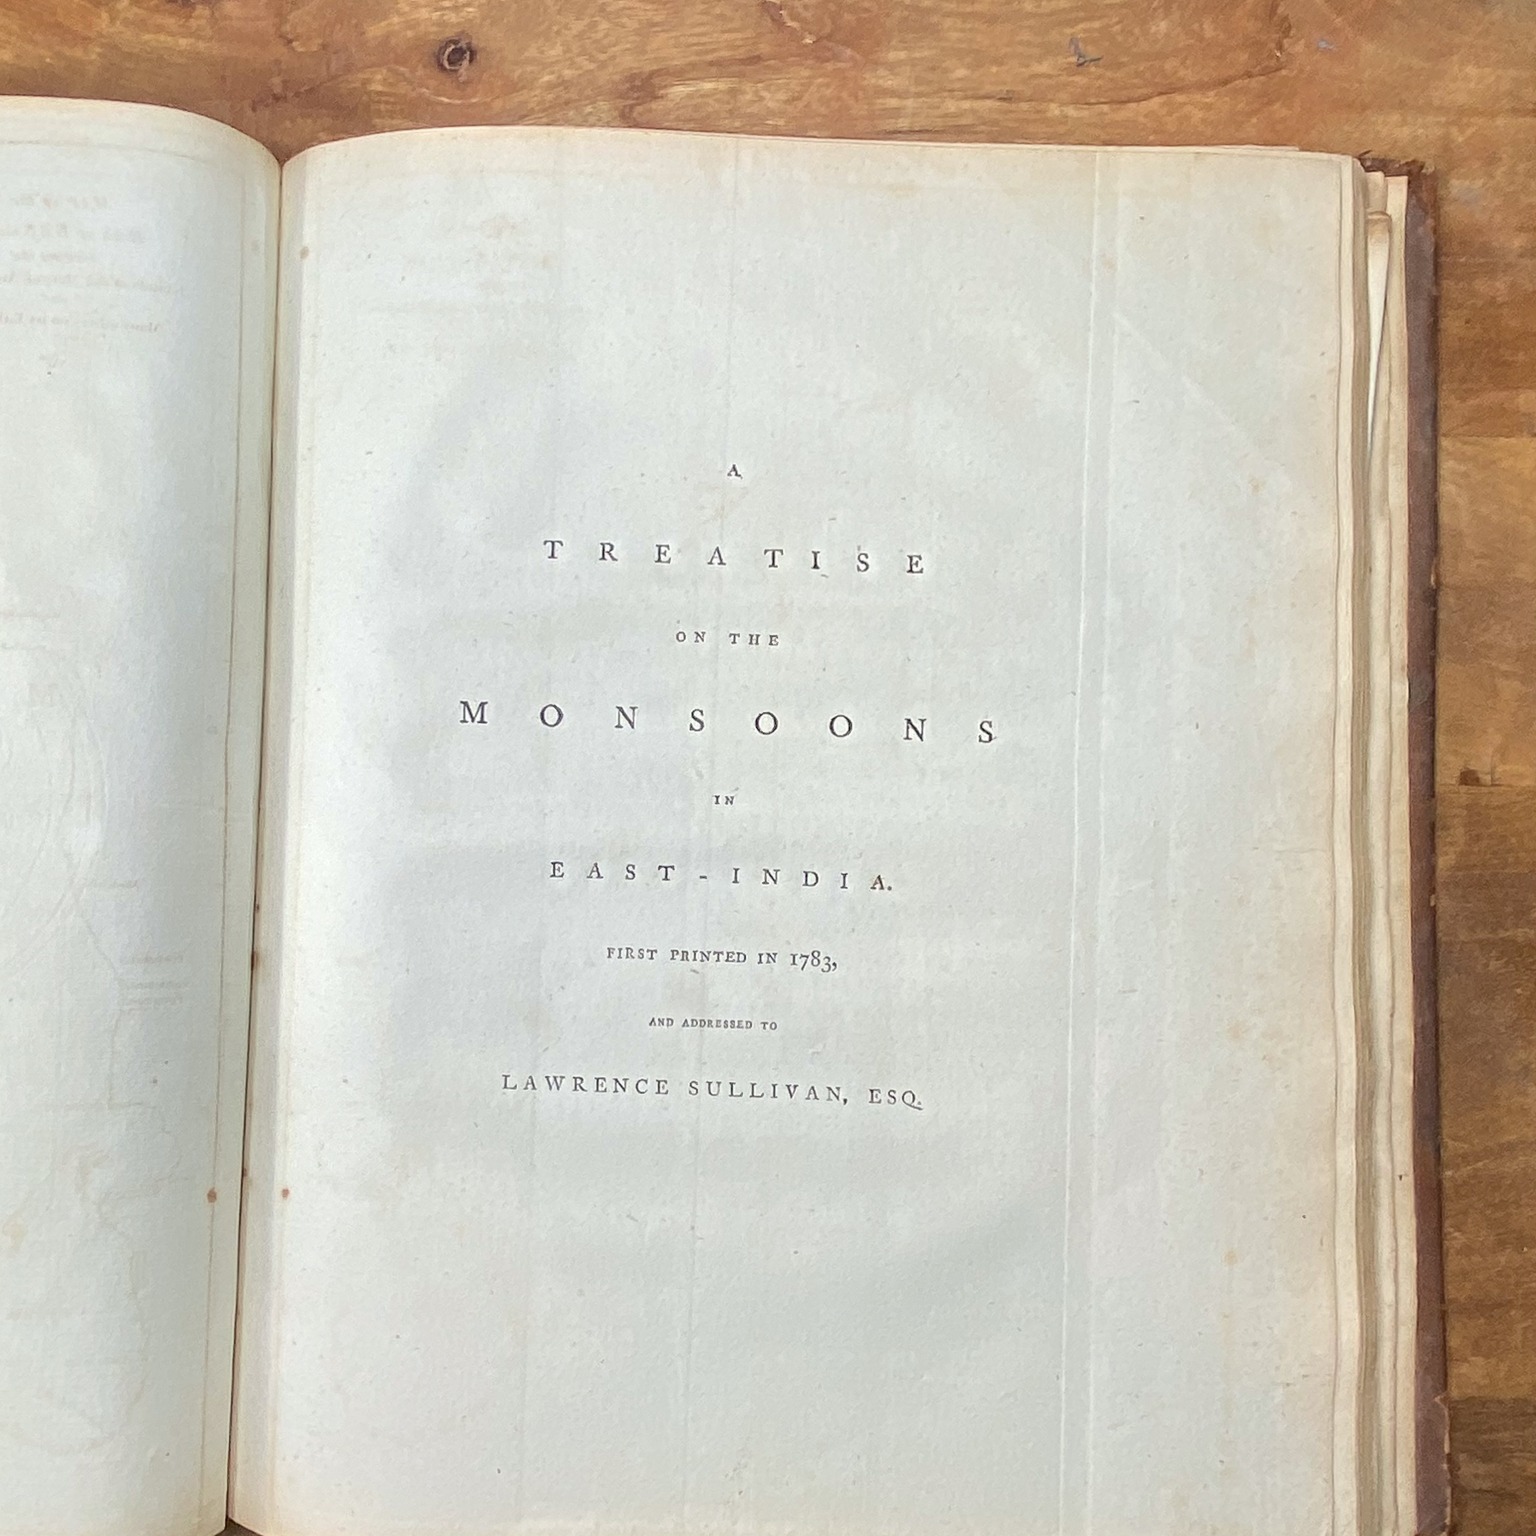 A
TREATISE
ON THE
MONSOONS
IN
EAST-INDIA.
FIRST PRINTED IN 1783,
AND ADDRESSED TO
LAWRENCE SULLIVAN, ESQ.